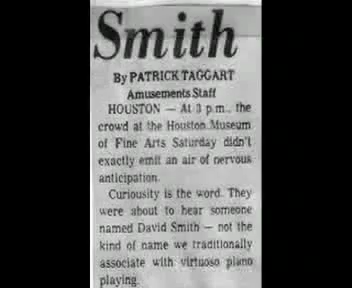 Smith
By PATRICK TAGGART
Amusements Staff
HOUSTON — At 3 p.m., the
crowd at the Houston Museum
of Fine Arts Saturday didn't
exactly emit an air of nervous
anticipation.
Curiousity is the word. They
were about to hear someone
named David Smith — not the
kind of name we traditionally
associate with virtuoso piano
playing.